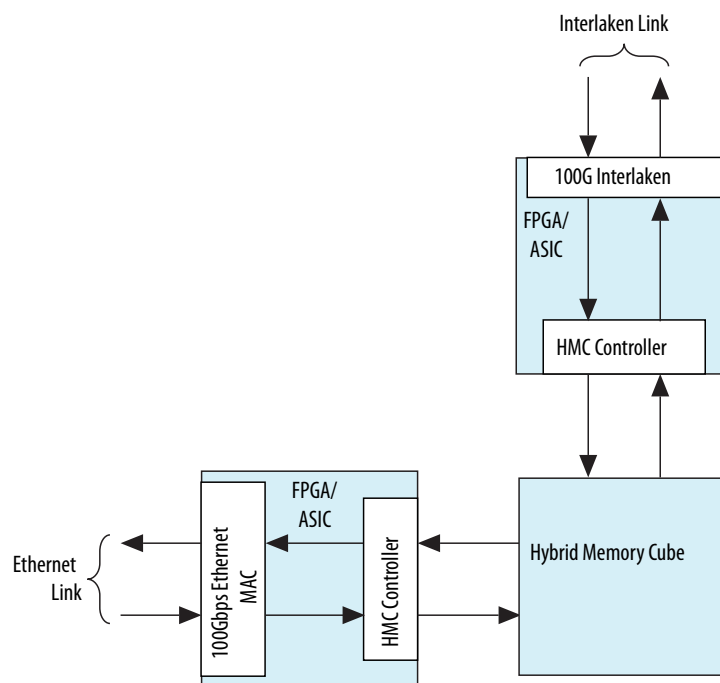 Interlaken Link
100G Interlaken
FPGA/
ASIC
HMC Controller
FPGA/
ASIC
Ethernet
Link
100Gbps Ethernet
MAC
HMC Controller
Hybrid Memory Cube